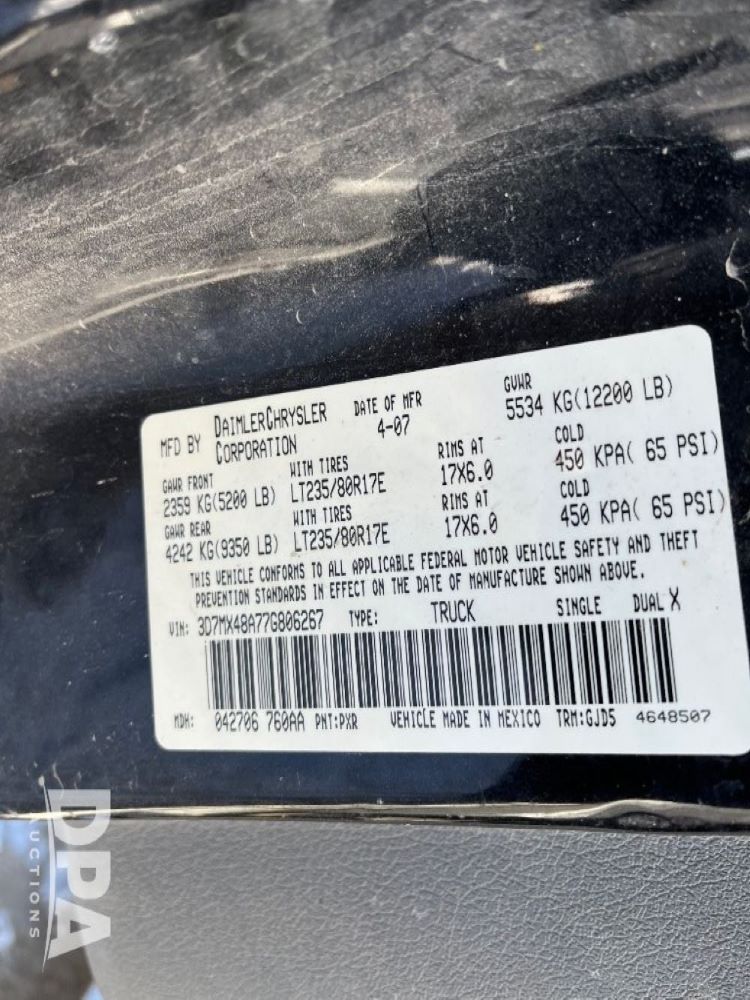 MFD BY DAIMLERCHRYSLER CORPORATION DATE OF MFR 4-07 GVWR 5534 KG(12200 LB)
GAWR FRONT WITH TIRES RIMS AT COLD
2359 KG(5200 LB) LT235/80R17E 17X6.0 450 KPA( 65 PSI)
GAWR REAR WITH TIRES RIMS AT COLD
4242 KG(9350 LB) LT235/80R17E 17X6.0 450 KPA( 65 PSI)
THIS VEHICLE CONFORMS TO ALL APPLICABLE FEDERAL MOTOR VEHICLE SAFETY AND THEFT
PREVENTION STANDARDS IN EFFECT ON THE DATE OF MANUFACTURE SHOWN ABOVE.
VIN: 3D7MX48A77G806267 TYPE: TRUCK SINGLE DUAL X
MDH: 042706 760AA PNT:PXR VEHICLE MADE IN MEXICO TRM:GJD5 4648507
DPA
AUCTIONS